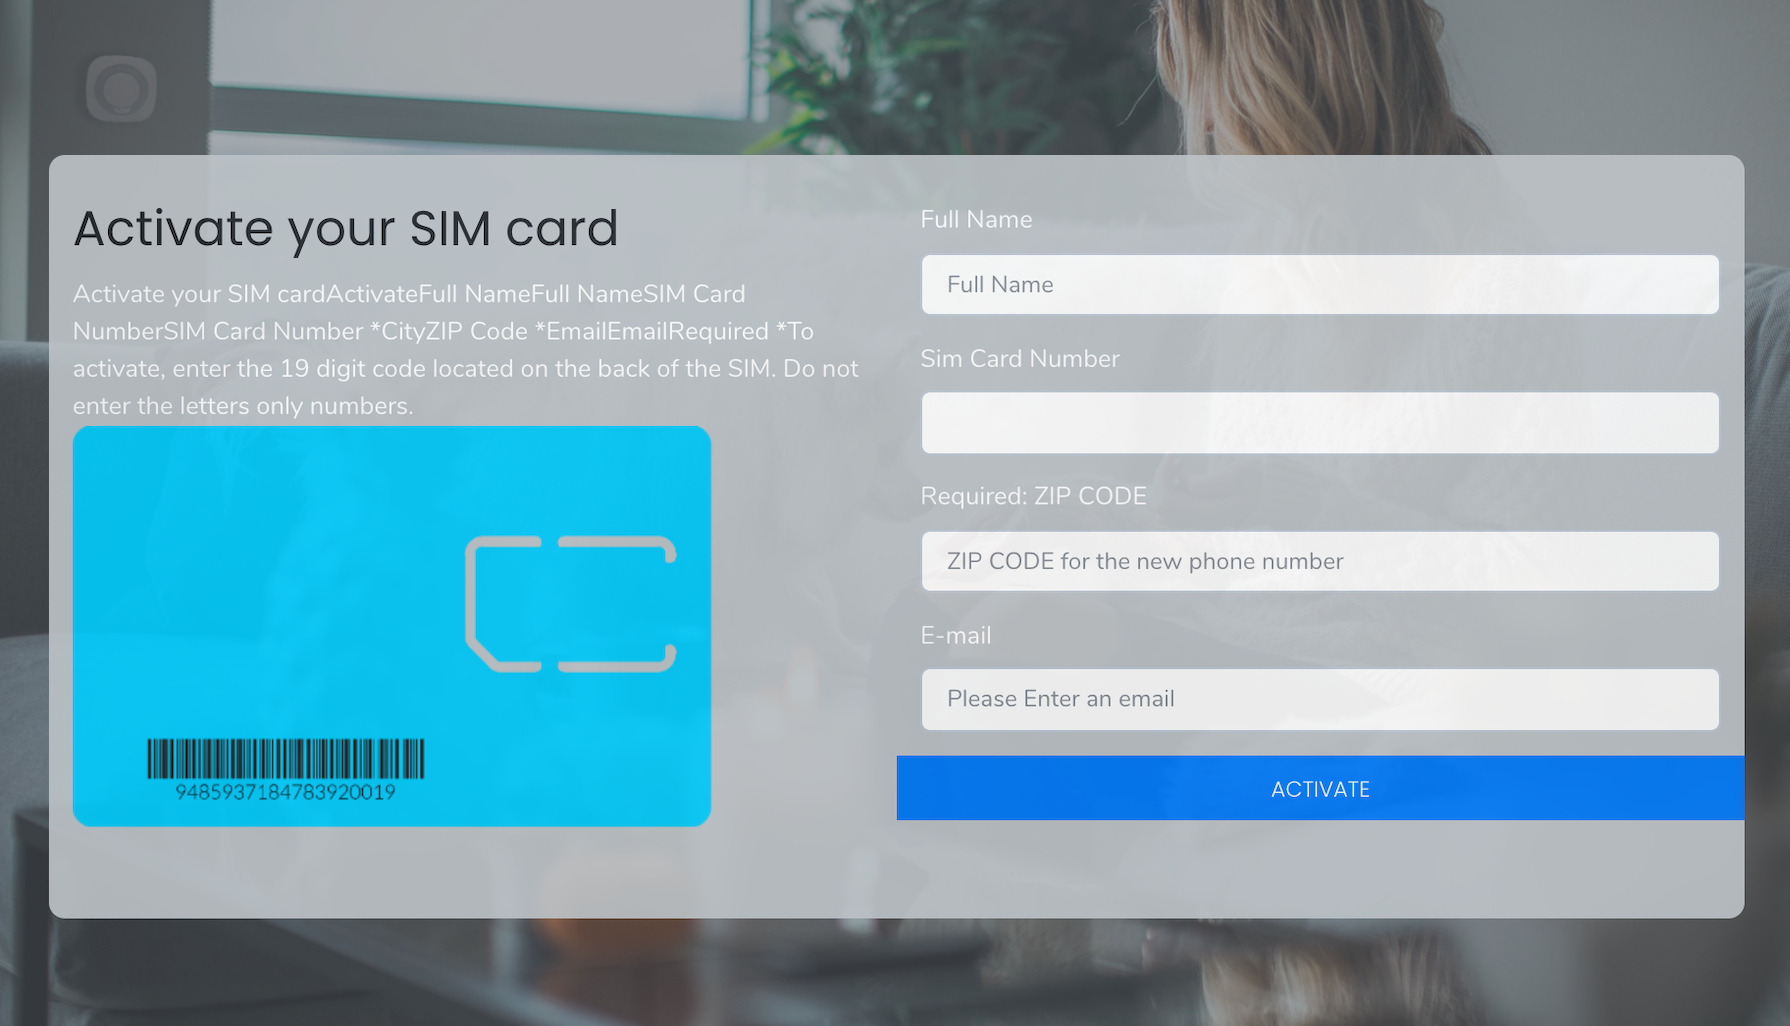 Activate your SIM card
Activate your SIM cardActivateFull NameFull NameSIM Card
NumberSIM Card Number *CityZIP Code *EmailEmailRequired *To
activate, enter the 19 digit code located on the back of the SIM. Do not
enter the letters only numbers.
9485937184783920019
Full Name
Full Name
Sim Card Number
Required: ZIP CODE
ZIP CODE for the new phone number
E-mail
Please Enter an email
ACTIVATE